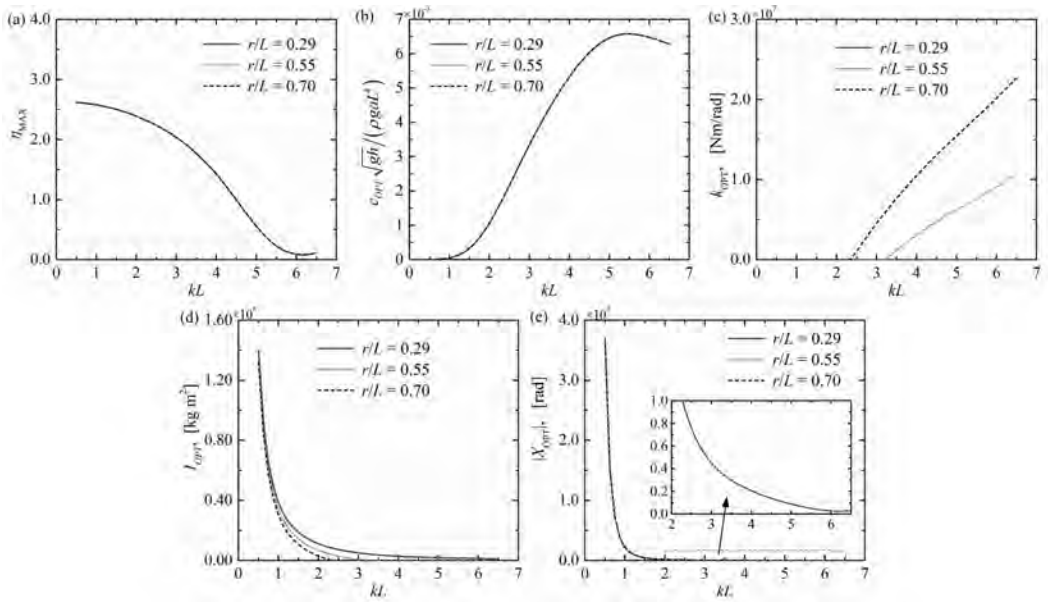 (a)
r/L = 0.29
r/L = 0.55
r/L = 0.70
4.0
3.0
2.0
1.0
0.0
η_MAX
0 1 2 3 4 5 6 7
kL
(b)
r/L = 0.29
r/L = 0.55
r/L = 0.70
7
6
5
4
3
2
1
0
c_OPT √gh/(ρgaL⁴)
0 1 2 3 4 5 6 7
kL
(c)
3.0 ×10⁷
r/L = 0.29
r/L = 0.55
r/L = 0.70
2.0
1.0
0.0
k_OPT, [Nm/rad]
0 1 2 3 4 5 6 7
kL
(d)
1.60
r/L = 0.29
r/L = 0.55
r/L = 0.70
1.20
0.80
0.40
0.00
I_OPT, [kg m²]
0 1 2 3 4 5 6 7
kL
(e)
4.0
r/L = 0.29
r/L = 0.55
r/L = 0.70
3.0
2.0
1.0
0.0
|X_OPT|, [rad]
1.0
0.8
0.6
0.4
0.2
0.0
2 3 4 5 6
0 1 2 3 4 5 6 7
kL